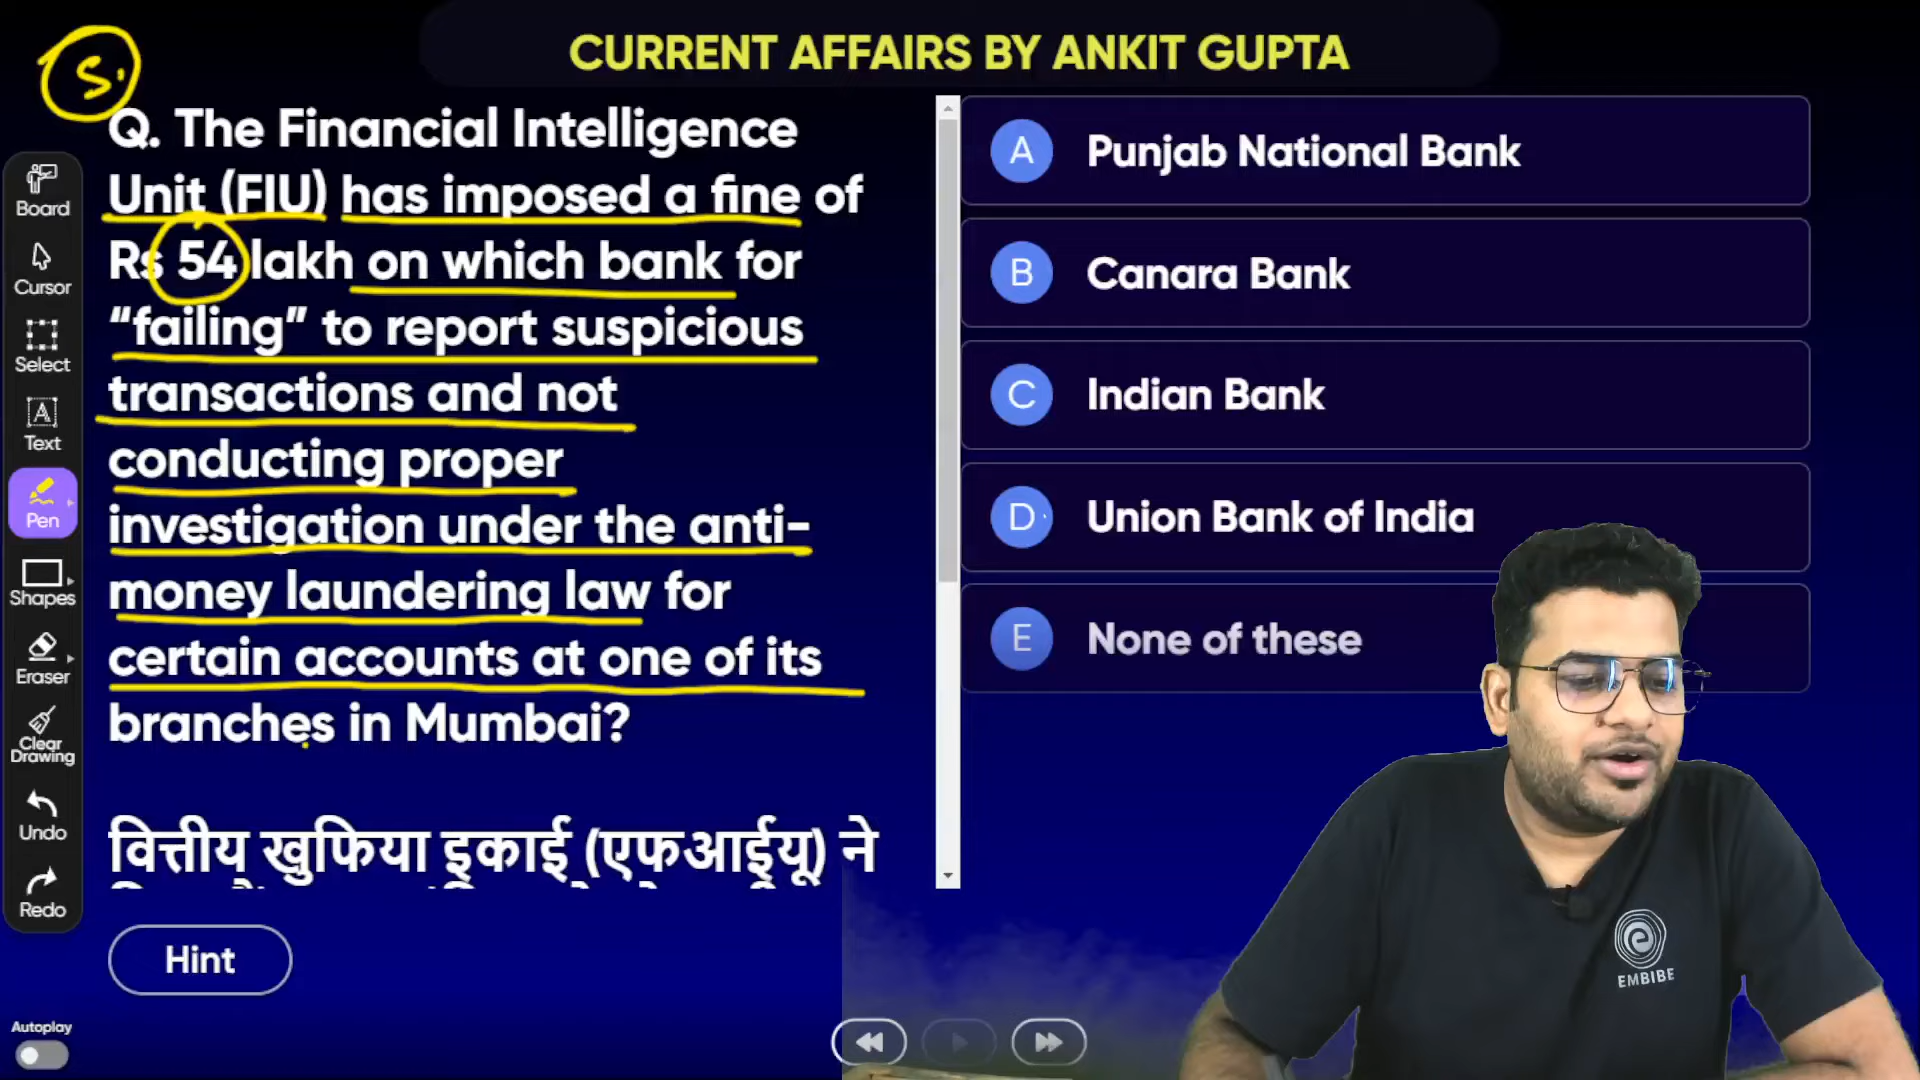 CURRENT AFFAIRS BY ANKIT GUPTA
S.
Q. The Financial Intelligence
Unit (FIU) has imposed a fine of
Rs 54 lakh on which bank for
“failing” to report suspicious
transactions and not
conducting proper
investigation under the anti-
money laundering law for
certain accounts at one of its
branches in Mumbai?
वित्तीय खुफिया इकाई (एफआईयू) ने
Hint
A Punjab National Bank
B Canara Bank
C Indian Bank
D Union Bank of India
E None of these
Board
Cursor
Select
Text
Pen
Shapes
Eraser
Clear
Drawing
Undo
Redo
Autoplay
e
EMBIBE